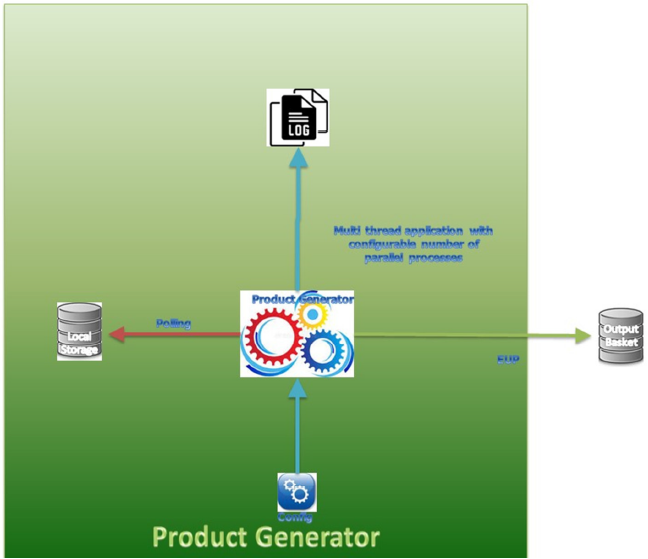 LOG
Multi thread application with
configurable number of
parallel processes
Product Generator
Polling
Local
Storage
Output
Basket
EUP
Config
Product Generator